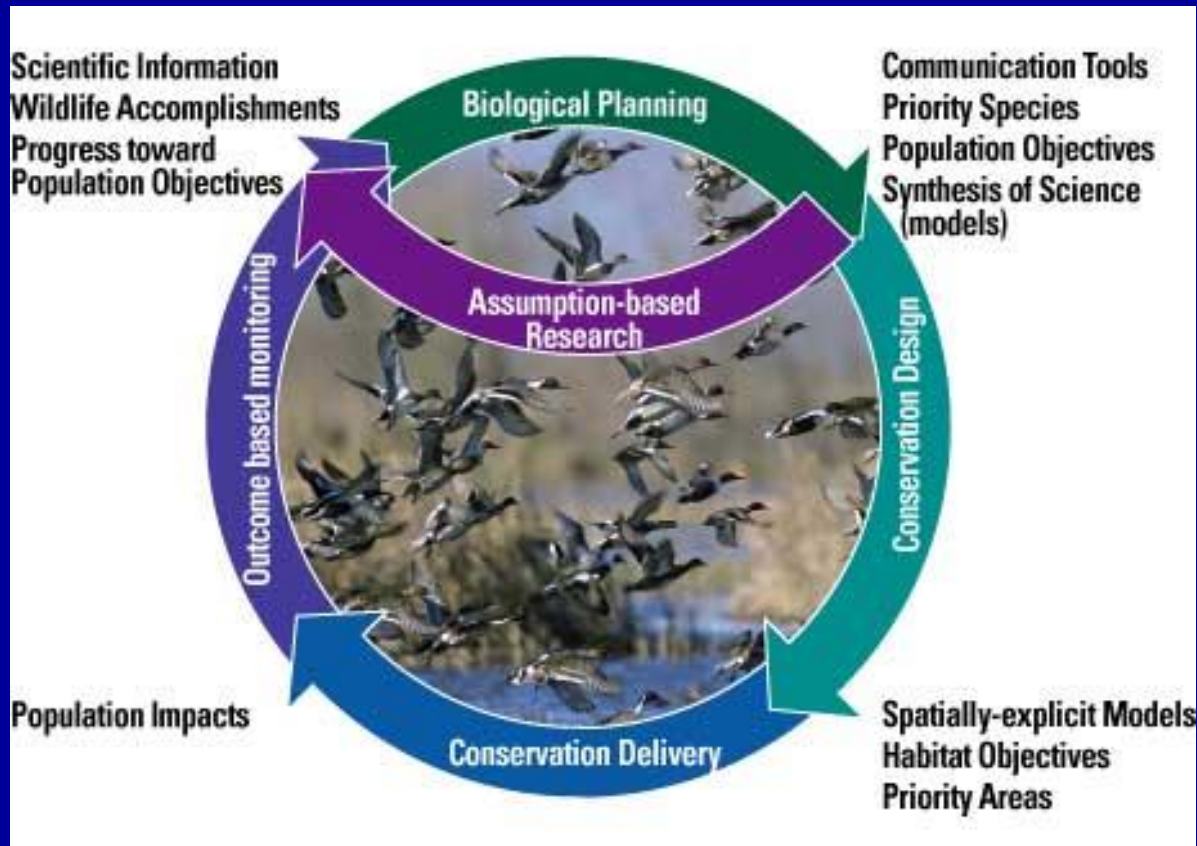 Scientific Information
Wildlife Accomplishments
Progress toward
Population Objectives
Biological Planning
Communication Tools
Priority Species
Population Objectives
Synthesis of Science
(models)
Assumption-based
Research
Outcome based monitoring
Conservation Design
Population Impacts
Conservation Delivery
Spatially-explicit Models
Habitat Objectives
Priority Areas